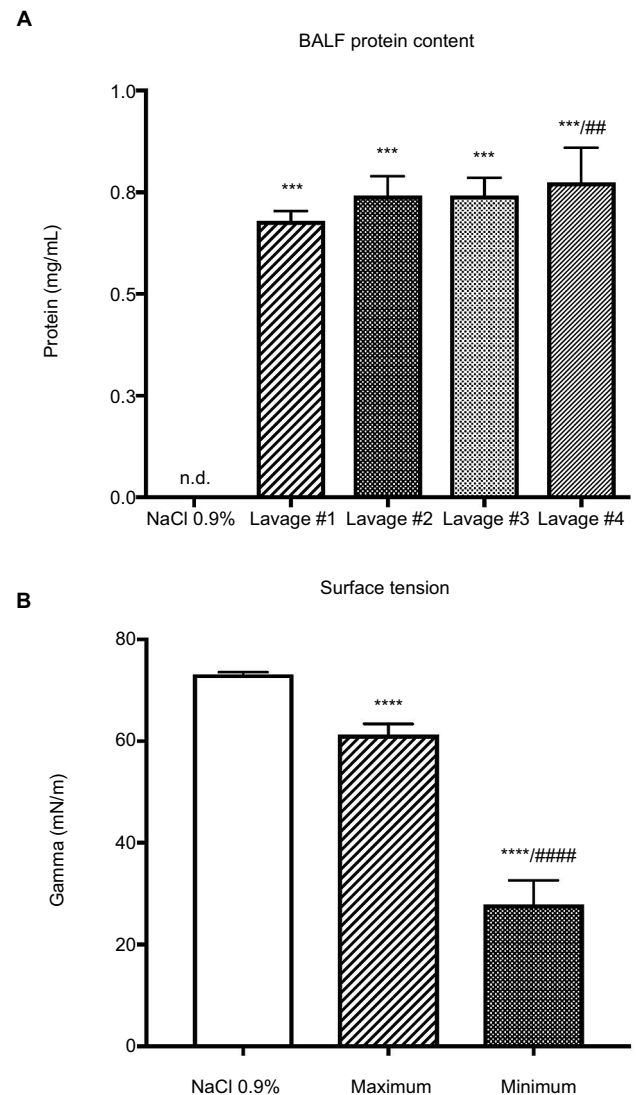 A
BALF protein content
Protein (mg/mL)
1.0
0.8
0.5
0.3
0.0
n.d.
***
***
***
***/##
NaCl 0.9% Lavage #1 Lavage #2 Lavage #3 Lavage #4
B
Surface tension
Gamma (mN/m)
80
60
40
20
0
****
****/####
NaCl 0.9% Maximum Minimum